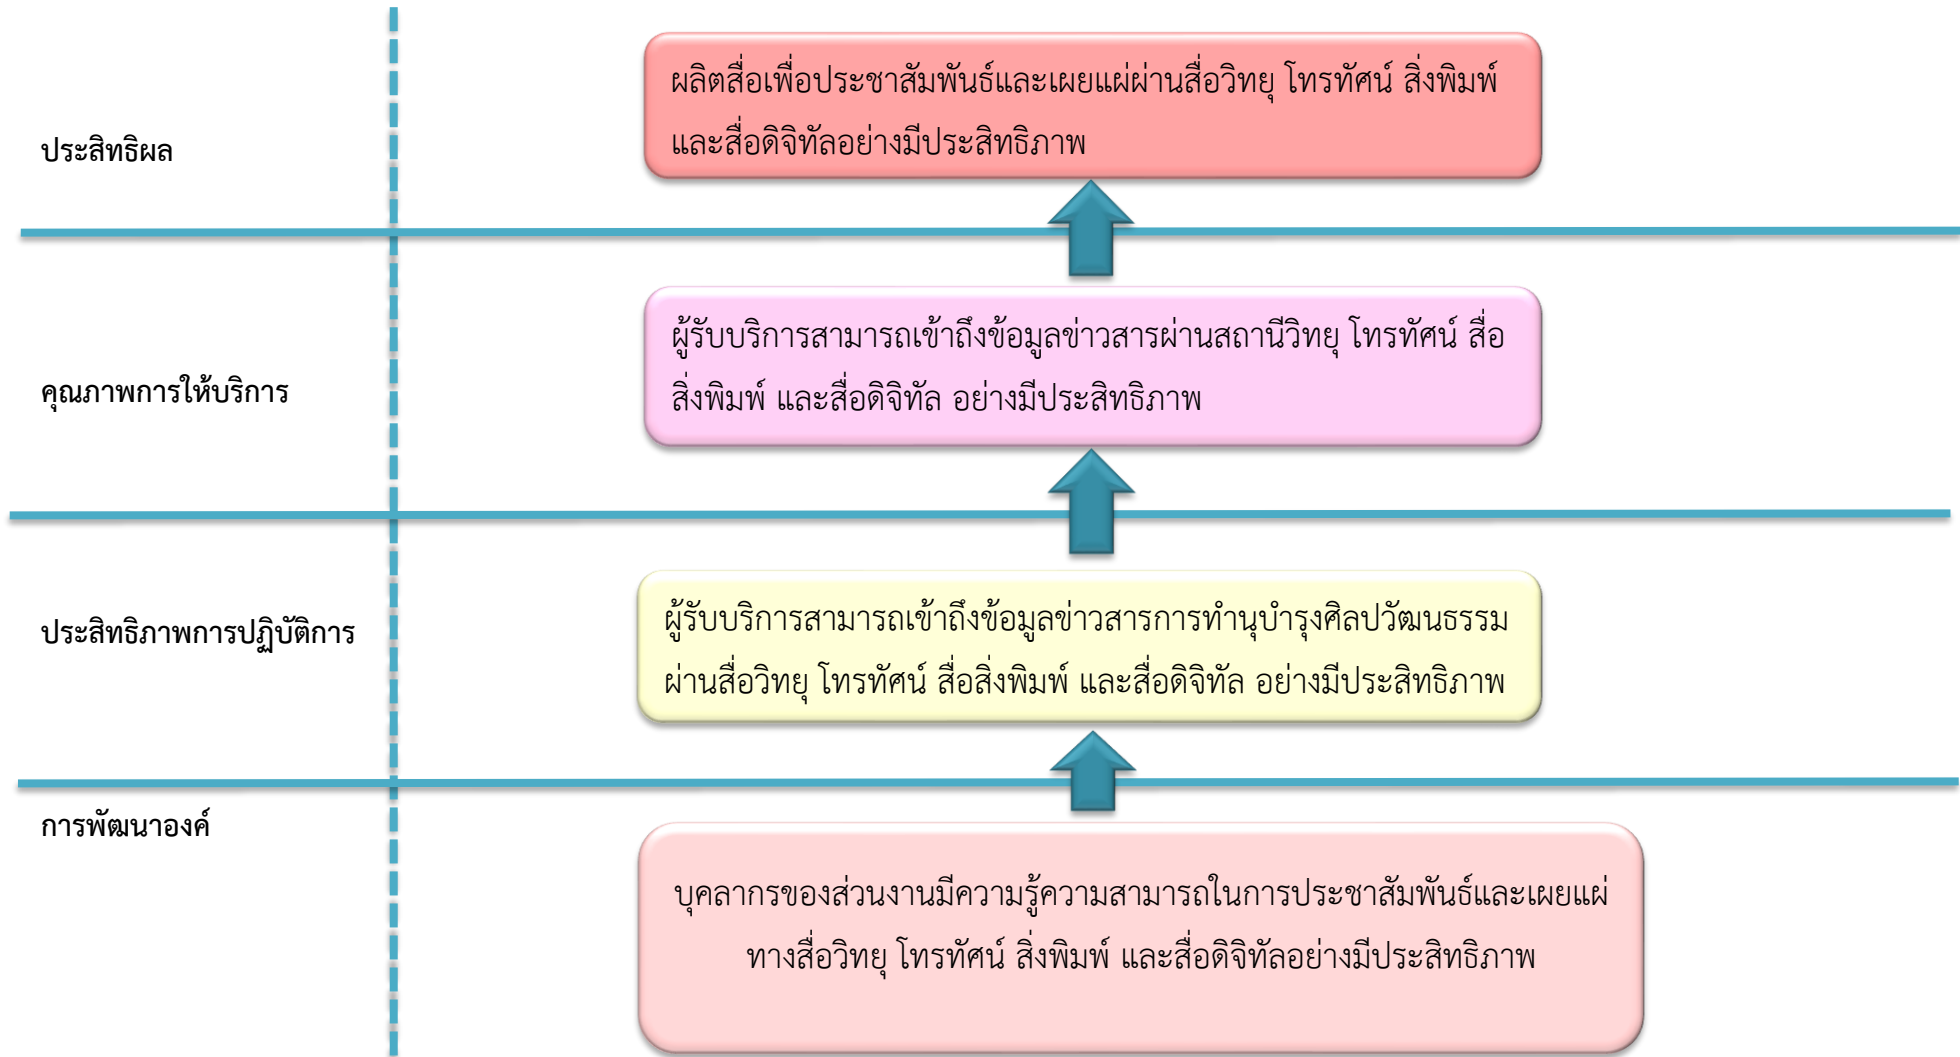 ผลิตสื่อเพื่อประชาสัมพันธ์และเผยแผ่ผ่านสื่อวิทยุ โทรทัศน์ สิ่งพิมพ์
และสื่อดิจิทัลอย่างมีประสิทธิภาพ
ประสิทธิผล
ผู้รับบริการสามารถเข้าถึงข้อมูลข่าวสารผ่านสถานีวิทยุ โทรทัศน์ สื่อ
สิ่งพิมพ์ และสื่อดิจิทัล อย่างมีประสิทธิภาพ
คุณภาพการให้บริการ
ผู้รับบริการสามารถเข้าถึงข้อมูลข่าวสารการทำนุบำรุงศิลปวัฒนธรรม
ผ่านสื่อวิทยุ โทรทัศน์ สื่อสิ่งพิมพ์ และสื่อดิจิทัล อย่างมีประสิทธิภาพ
ประสิทธิภาพการปฏิบัติการ
การพัฒนาองค์
บุคลากรของส่วนงานมีความรู้ความสามารถในการประชาสัมพันธ์และเผยแผ่
ทางสื่อวิทยุ โทรทัศน์ สิ่งพิมพ์ และสื่อดิจิทัลอย่างมีประสิทธิภาพ